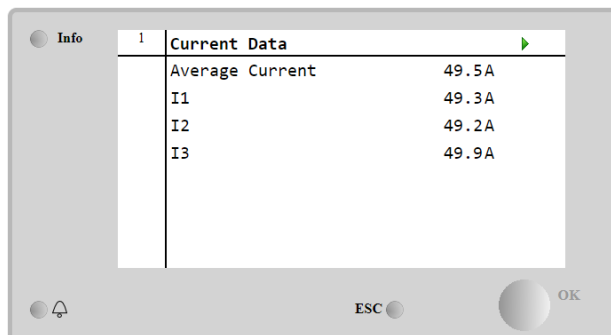 Info
1 Current Data
Average Current 49.5A
I1 49.3A
I2 49.2A
I3 49.9A
ESC
OK